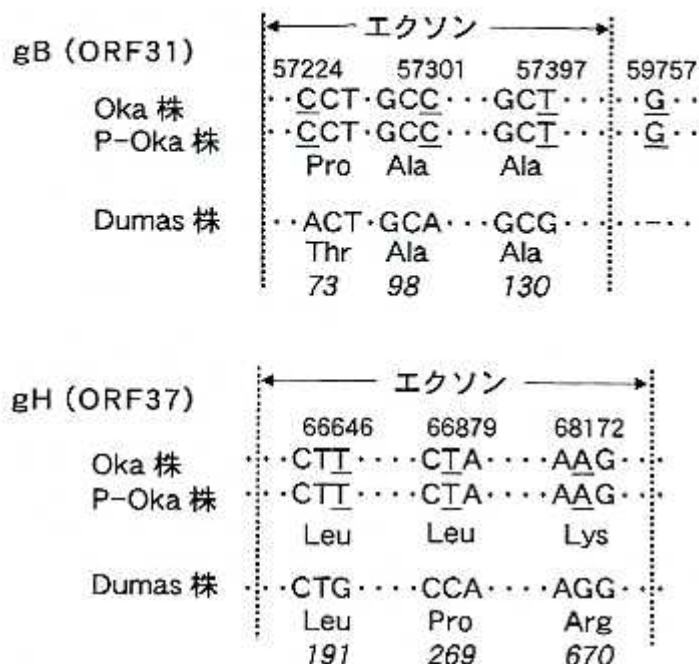 エクソン
gB (ORF31)
57224 57301 57397 59757
Oka 株 ··CCT·GCC···GCT··· ··G··
P-Oka 株 ··CCT·GCC···GCT··· ··G··
Pro Ala Ala
Dumas 株 ··ACT·GCA···GCG··· ··-··
Thr Ala Ala
73 98 130
エクソン
gH (ORF37)
66646 66879 68172
Oka 株 ··CTT····CTA····AAG···
P-Oka 株 ··CTT····CTA····AAG···
Leu Leu Lys
Dumas 株 ··CTG····CCA····AGG···
Leu Pro Arg
191 269 670